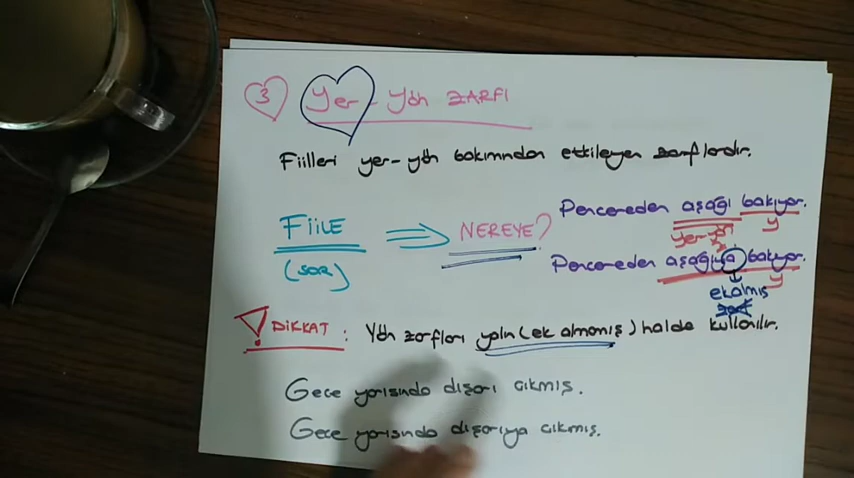 3 Yer-Yön ZARFI
Fiilleri yer-yön bakımından etkileyen zarflardır.
FİİLE ⇒ NEREYE?
(SOR)
Pencereden aşağı bakıyor.
yer yön y
Pencereden aşağıya bakıyor.
y
ek almış
! DİKKAT : Yön zarfları yalın (ek almamış) halde kullanılır.
Gece yarısında dışarı çıkmış.
Gece yarısında dışarıya çıkmış.